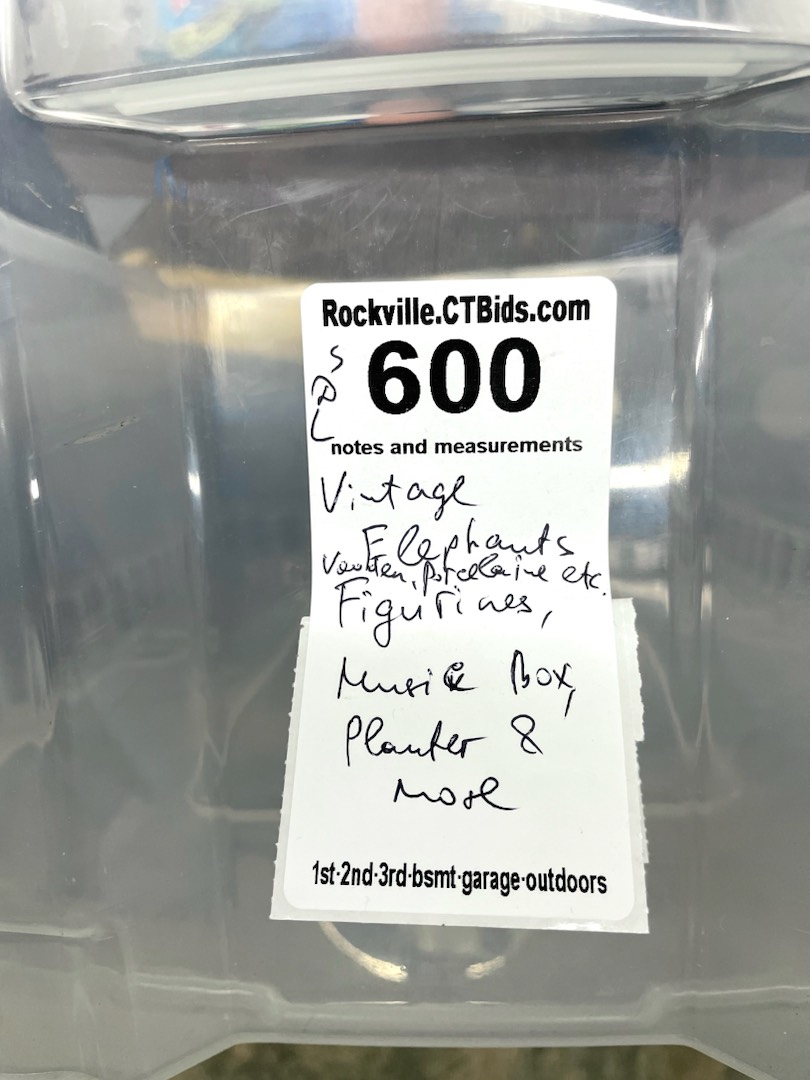 Rockville.CTBids.com
600
notes and measurements
Vintage
Elephants
Wooden, Porcelaine etc.
Figurines,
Music Box,
Planter &
More
1st·2nd·3rd·bsmt·garage·outdoors